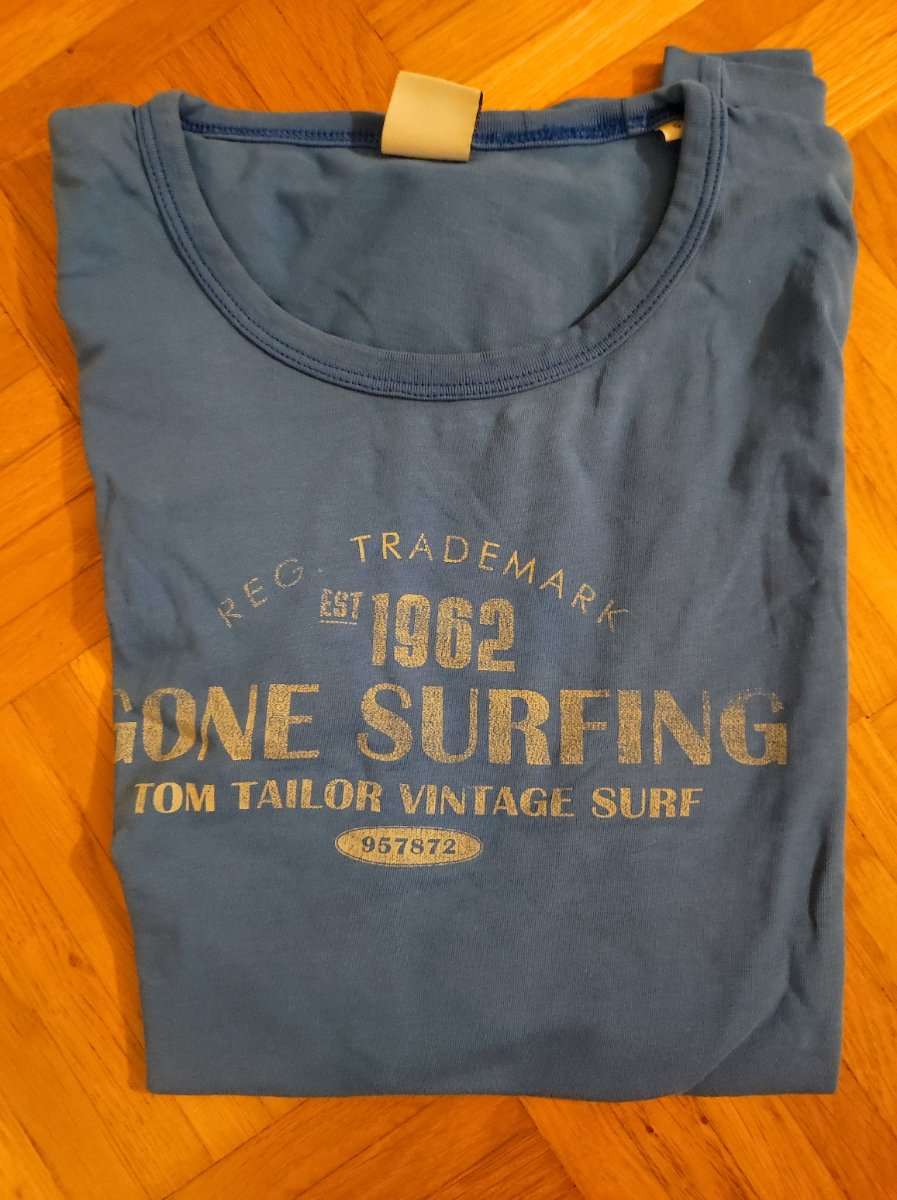 REG. TRADEMARK
EST 1962
GONE SURFING
TOM TAILOR VINTAGE SURF
957872